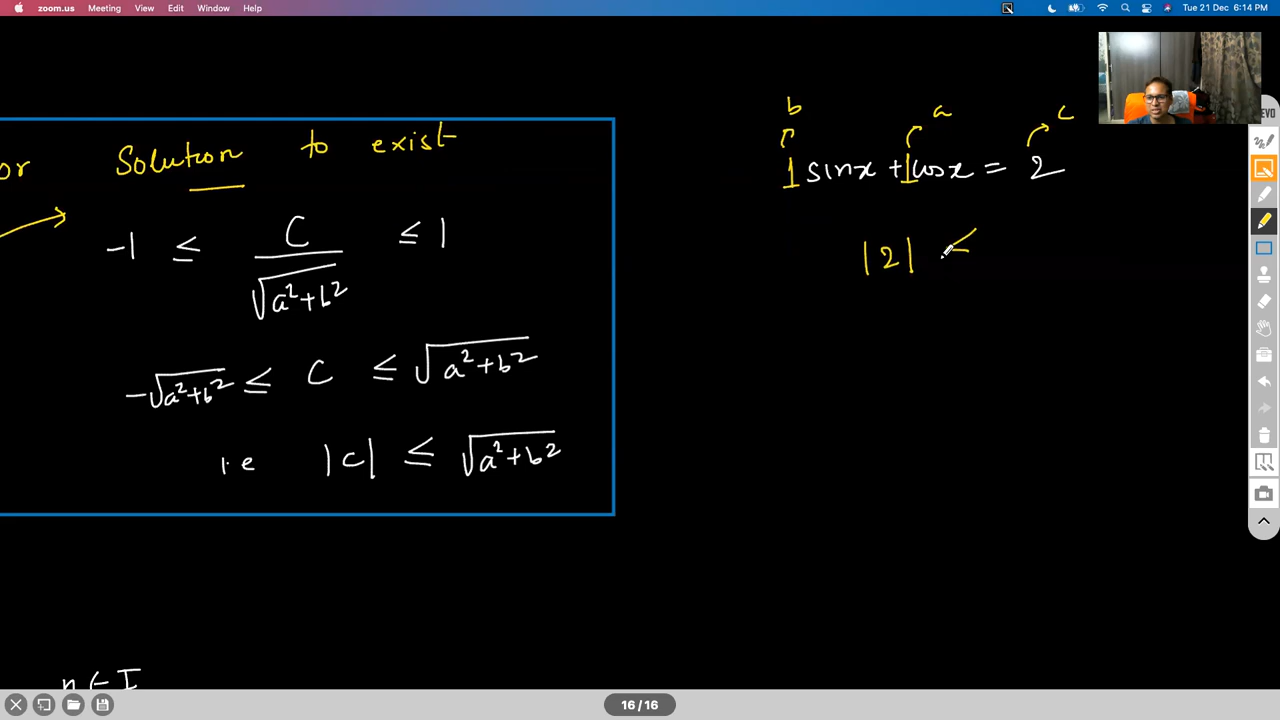 zoom.us Meeting View Edit Window Help Tue 21 Dec 6:14 PM
or Solution to exist
-1 ≤ C/√(a²+b²) ≤ 1
-√(a²+b²) ≤ C ≤ √(a²+b²)
i.e |C| ≤ √(a²+b²)
b a c
1 sinx + 1 cosx = 2
|2| ≤
n ∈ I
16/16